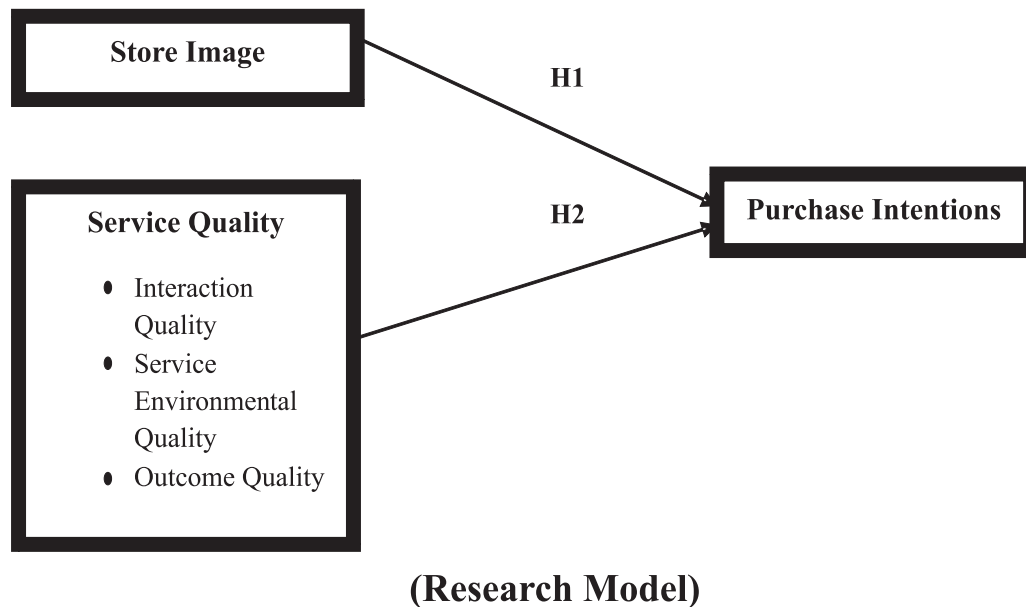 Store Image
H1
H2
Purchase Intentions
Service Quality
• Interaction
Quality
• Service
Environmental
Quality
• Outcome Quality
(Research Model)